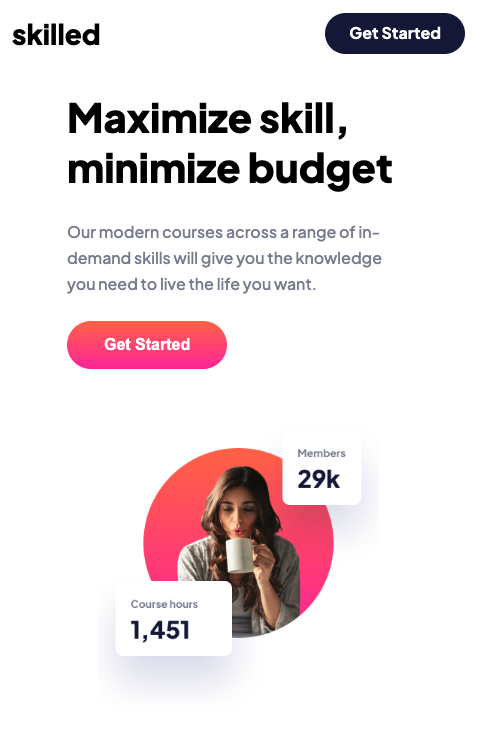 skilled
Get Started
Maximize skill,
minimize budget
Our modern courses across a range of in-
demand skills will give you the knowledge
you need to live the life you want.
Get Started
Members
29k
Course hours
1,451